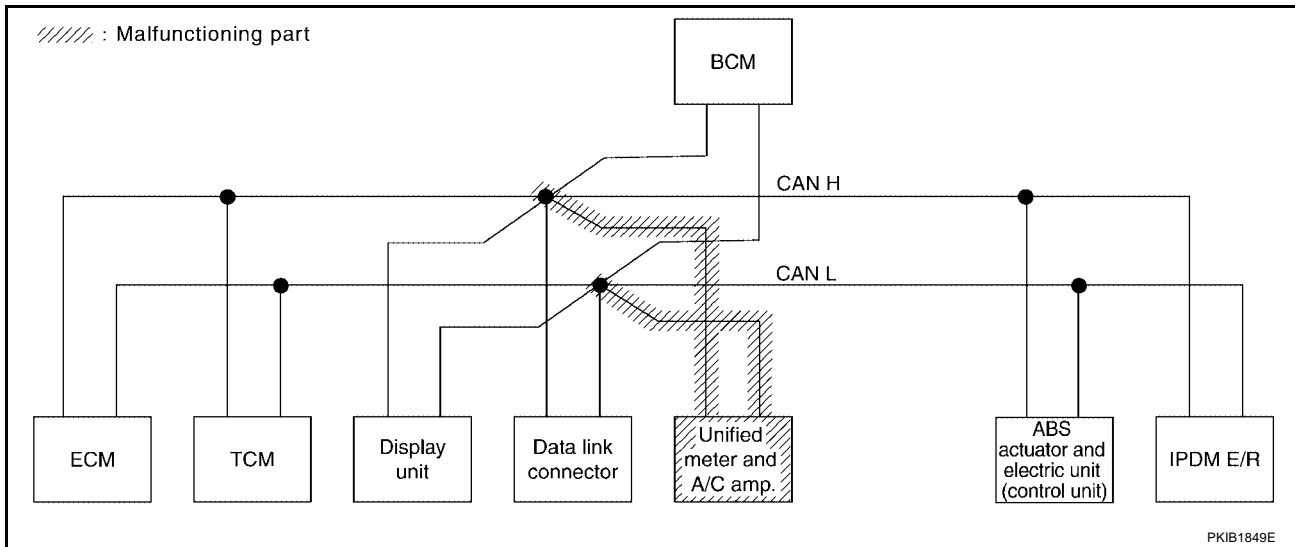 : Malfunctioning part
BCM
CAN H
CAN L
ECM
TCM
Display
unit
Data link
connector
Unified
meter and
A/C amp.
ABS
actuator and
electric unit
(control unit)
IPDM E/R
PKIB1849E